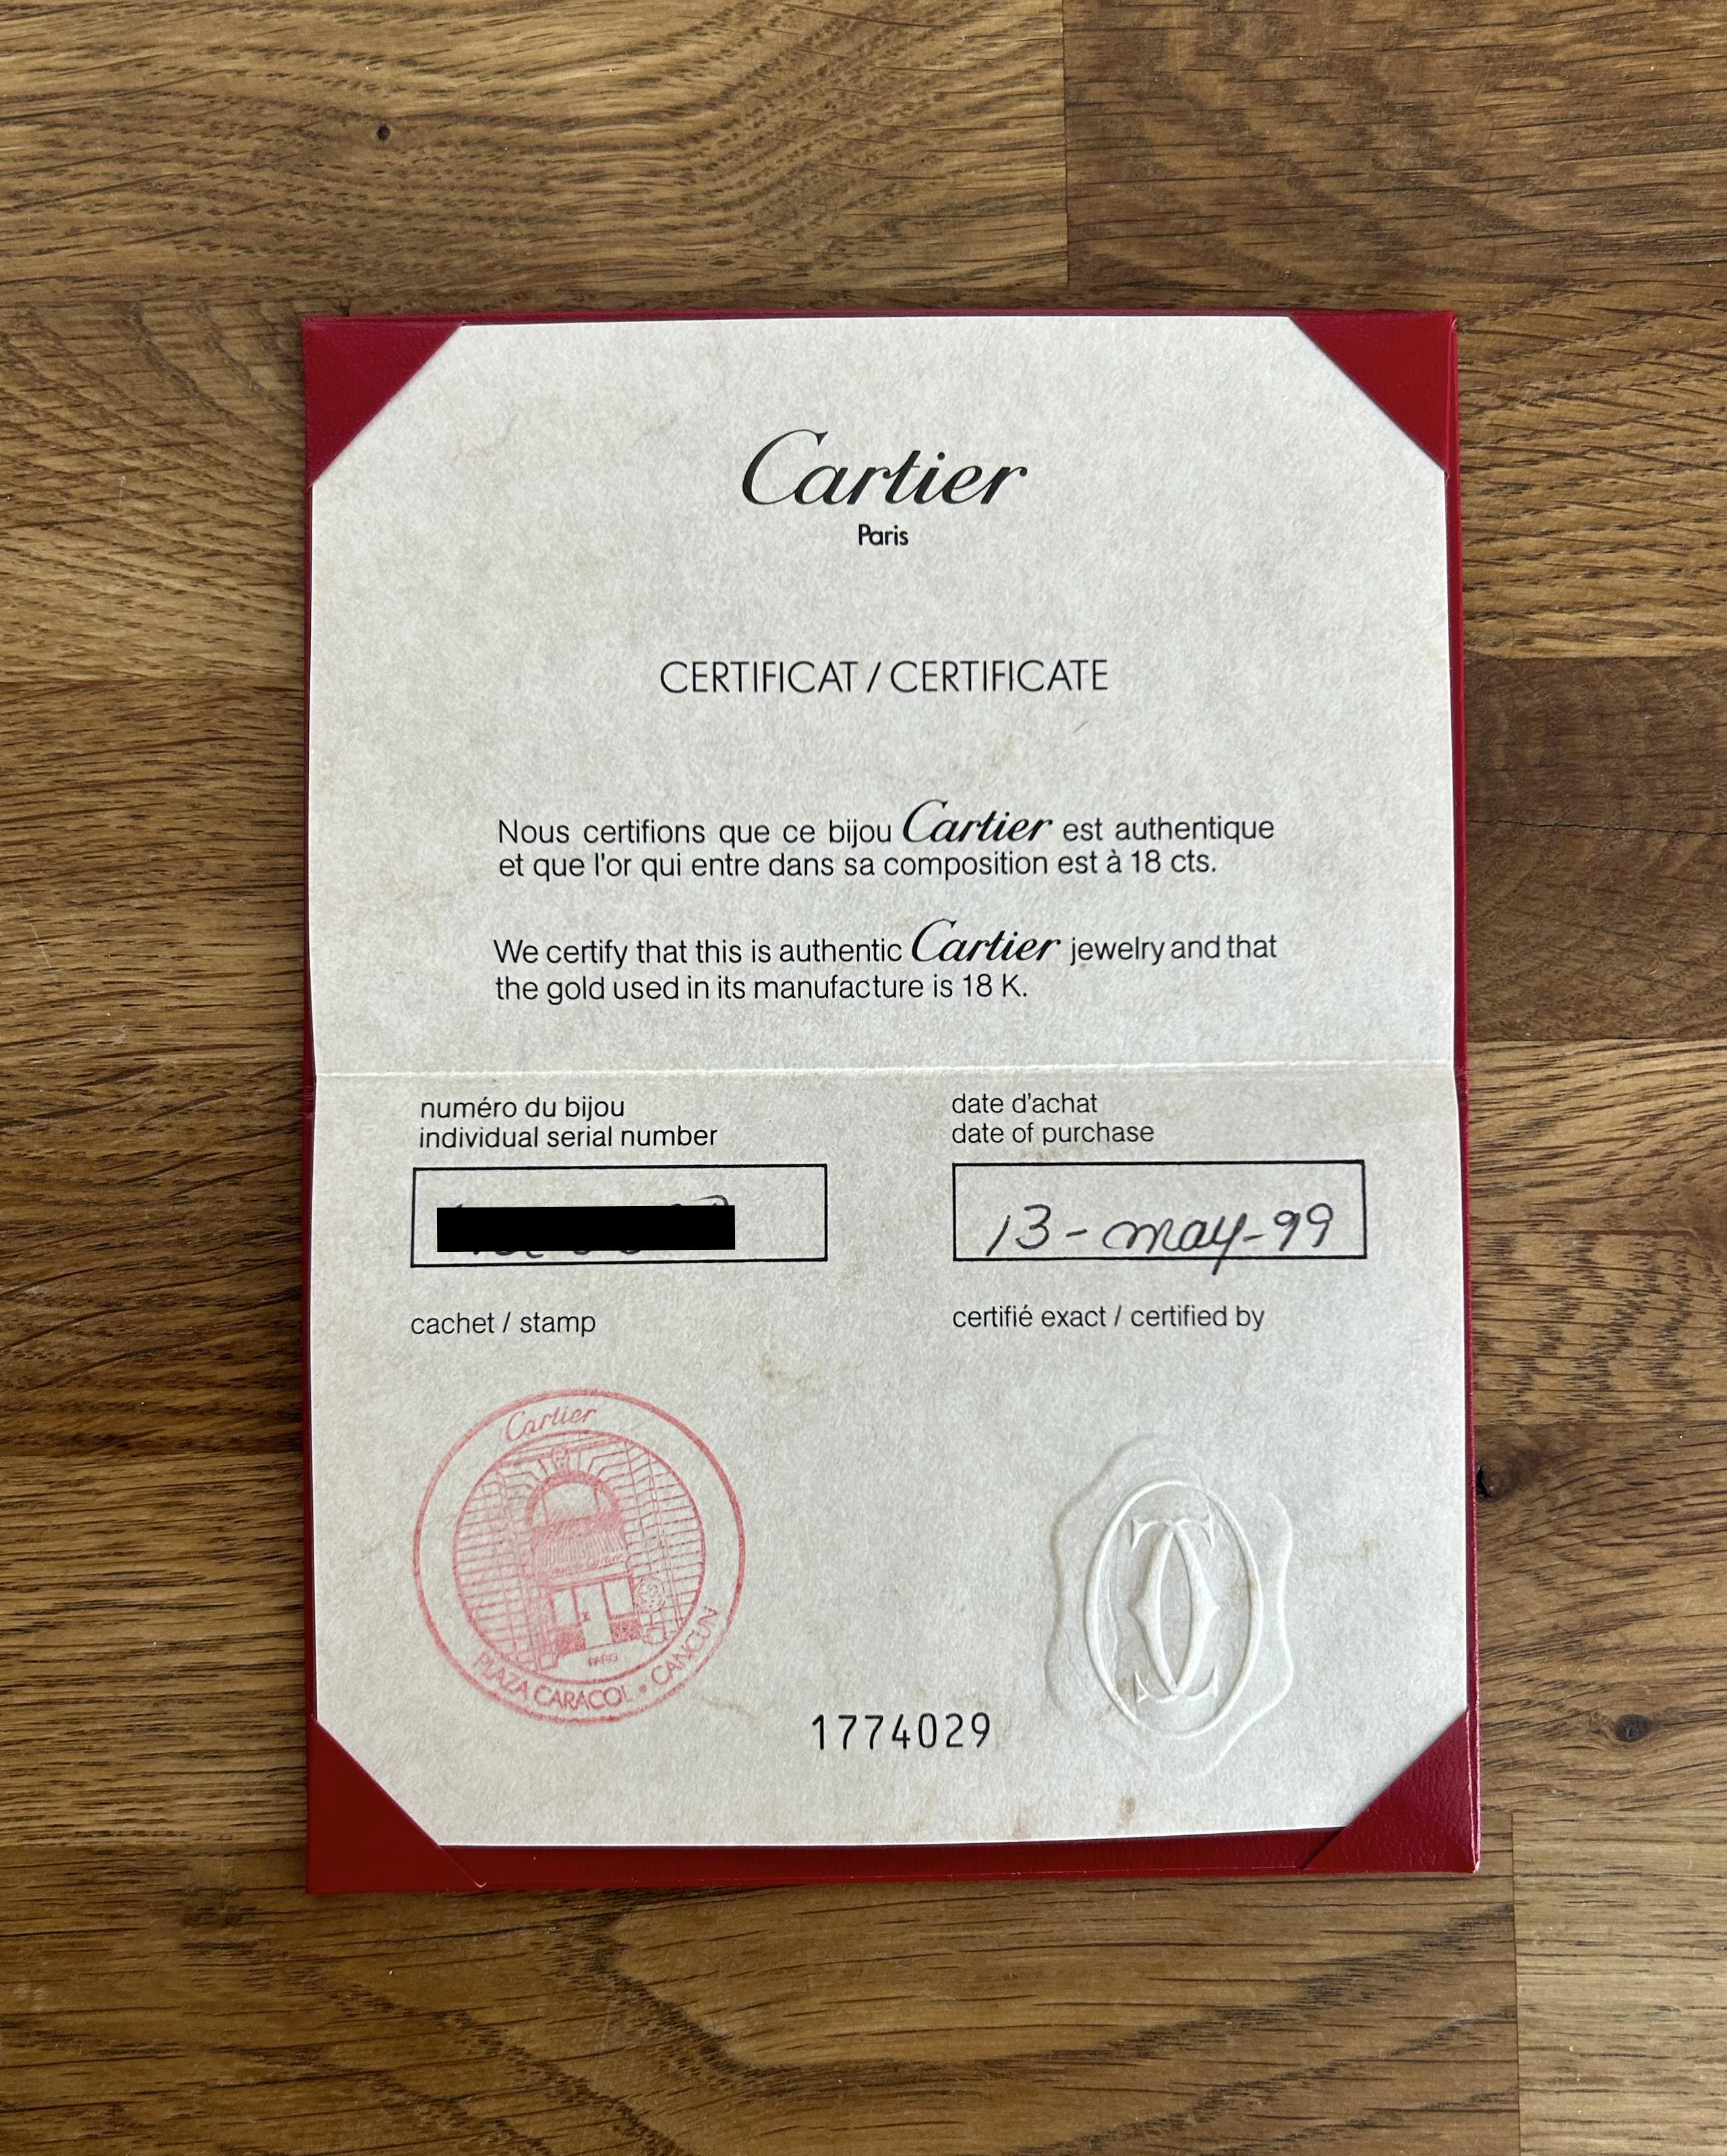 Cartier
Paris
CERTIFICAT / CERTIFICATE
Nous certifions que ce bijou Cartier est authentique
et que l'or qui entre dans sa composition est à 18 cts.
We certify that this is authentic Cartier jewelry and that
the gold used in its manufacture is 18 K.
numéro du bijou
individual serial number
date d'achat
date of purchase
13-may-99
cachet / stamp
certifié exact / certified by
Cartier
PARIS
PLAZA CARACOL • CANCUN
1774029